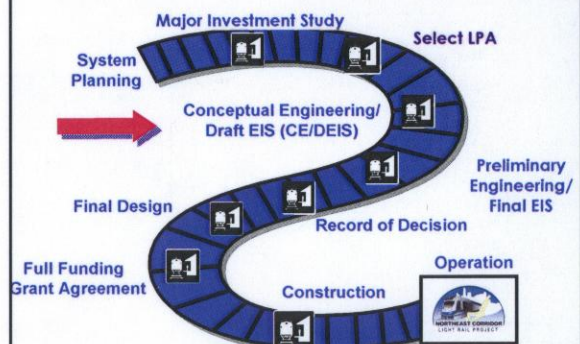 Major Investment Study
Select LPA
System
Planning
Conceptual Engineering/
Draft EIS (CE/DEIS)
Preliminary
Engineering/
Final EIS
Final Design
Record of Decision
Full Funding
Grant Agreement
Construction
Operation
NORTHEAST CORRIDOR
LIGHT RAIL PROJECT